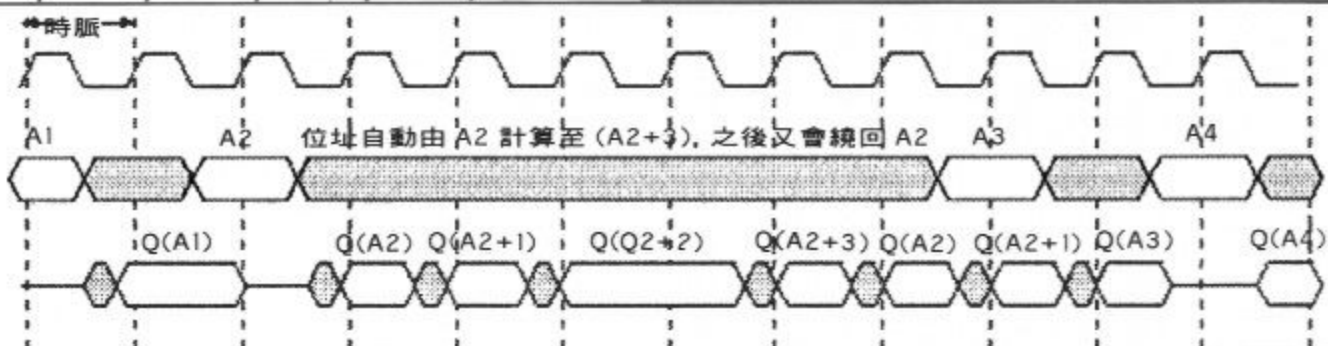 時脈
A1 A2 位址自動由 A2 計算至 (A2+3), 之後又會繞回 A2 A3 A4
Q(A1) Q(A2) Q(A2+1) Q(Q2+2) Q(A2+3) Q(A2) Q(A2+1) Q(A3) Q(A4)